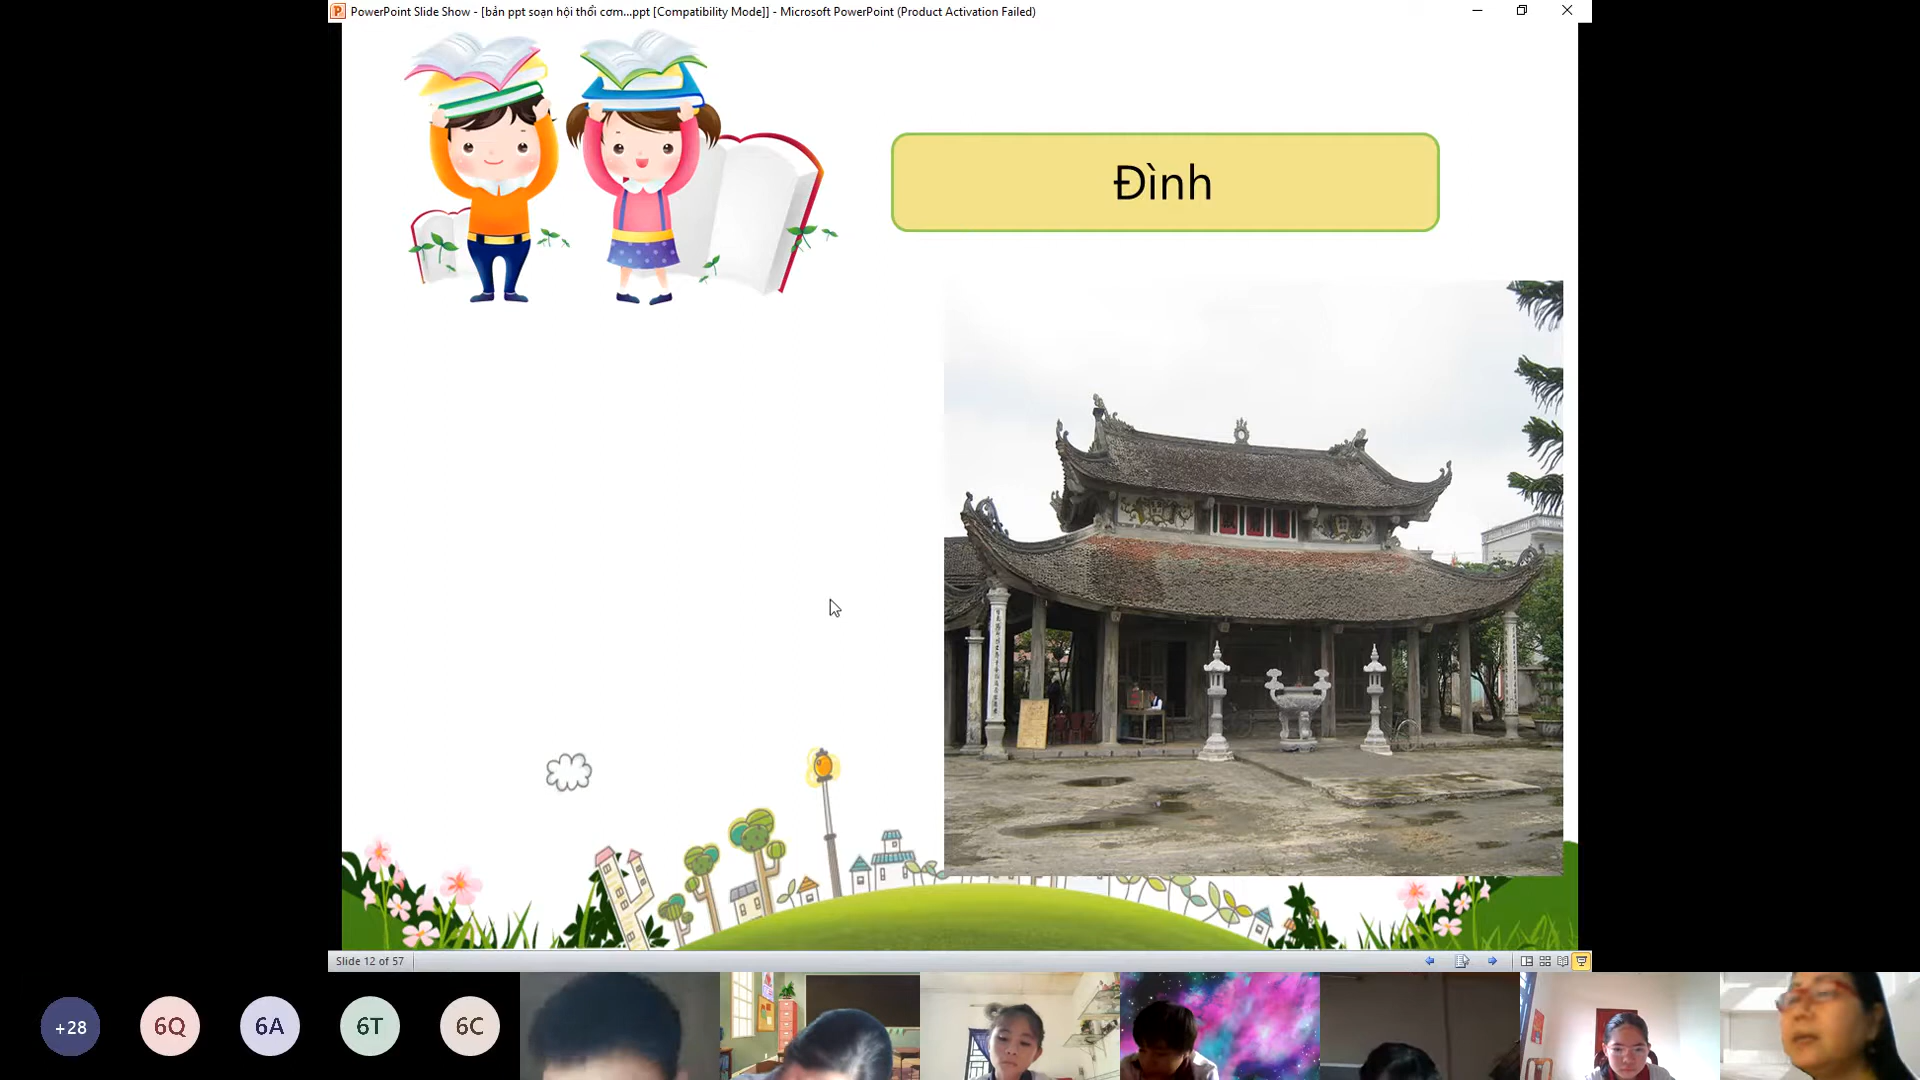 PowerPoint Slide Show - [bản ppt soạn hội thổi cơm...ppt [Compatibility Mode]] - Microsoft PowerPoint (Product Activation Failed)
Đình
Slide 12 of 57
+28
6Q
6A
6T
6C